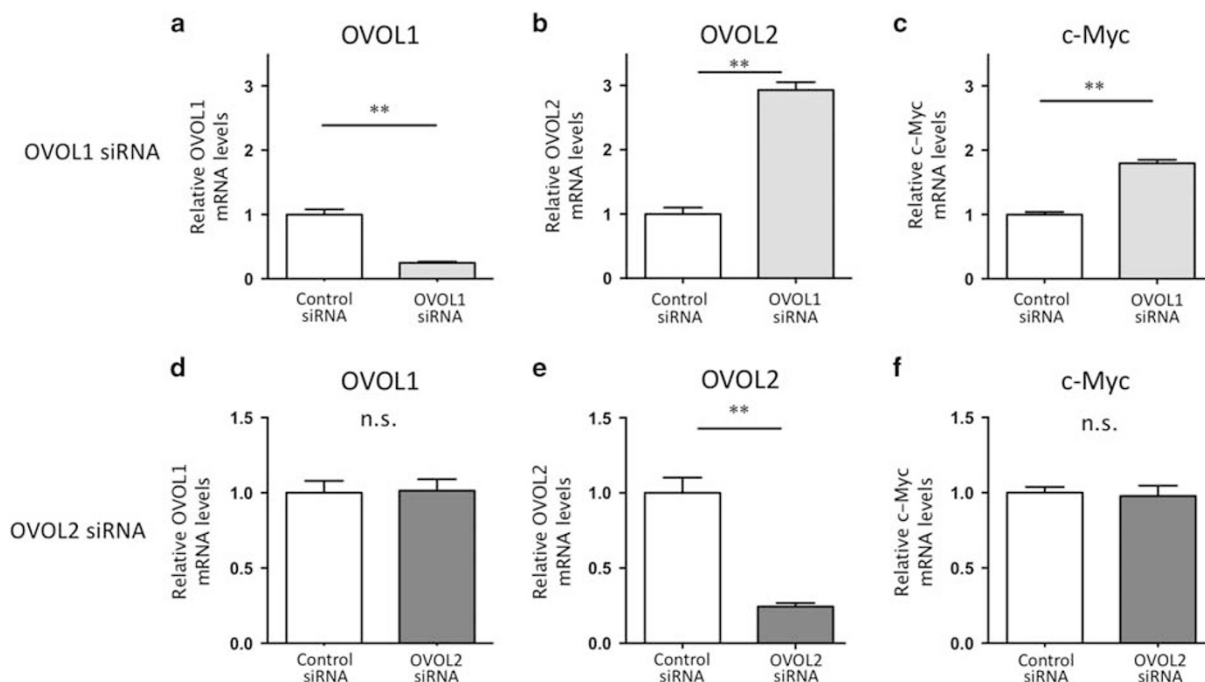 a
OVOL1
Relative OVOL1
mRNA levels
3
2
1
0
**
Control
siRNA
OVOL1
siRNA
b
OVOL2
Relative OVOL2
mRNA levels
3
2
1
0
**
Control
siRNA
OVOL1
siRNA
c
c-Myc
Relative c-Myc
mRNA levels
3
2
1
0
**
Control
siRNA
OVOL1
siRNA
OVOL1 siRNA
d
OVOL1
n.s.
Relative OVOL1
mRNA levels
1.5
1.0
0.5
0.0
Control
siRNA
OVOL2
siRNA
e
OVOL2
Relative OVOL2
mRNA levels
1.5
1.0
0.5
0.0
**
Control
siRNA
OVOL2
siRNA
f
c-Myc
n.s.
Relative c-Myc
mRNA levels
1.5
1.0
0.5
0.0
Control
siRNA
OVOL2
siRNA
OVOL2 siRNA